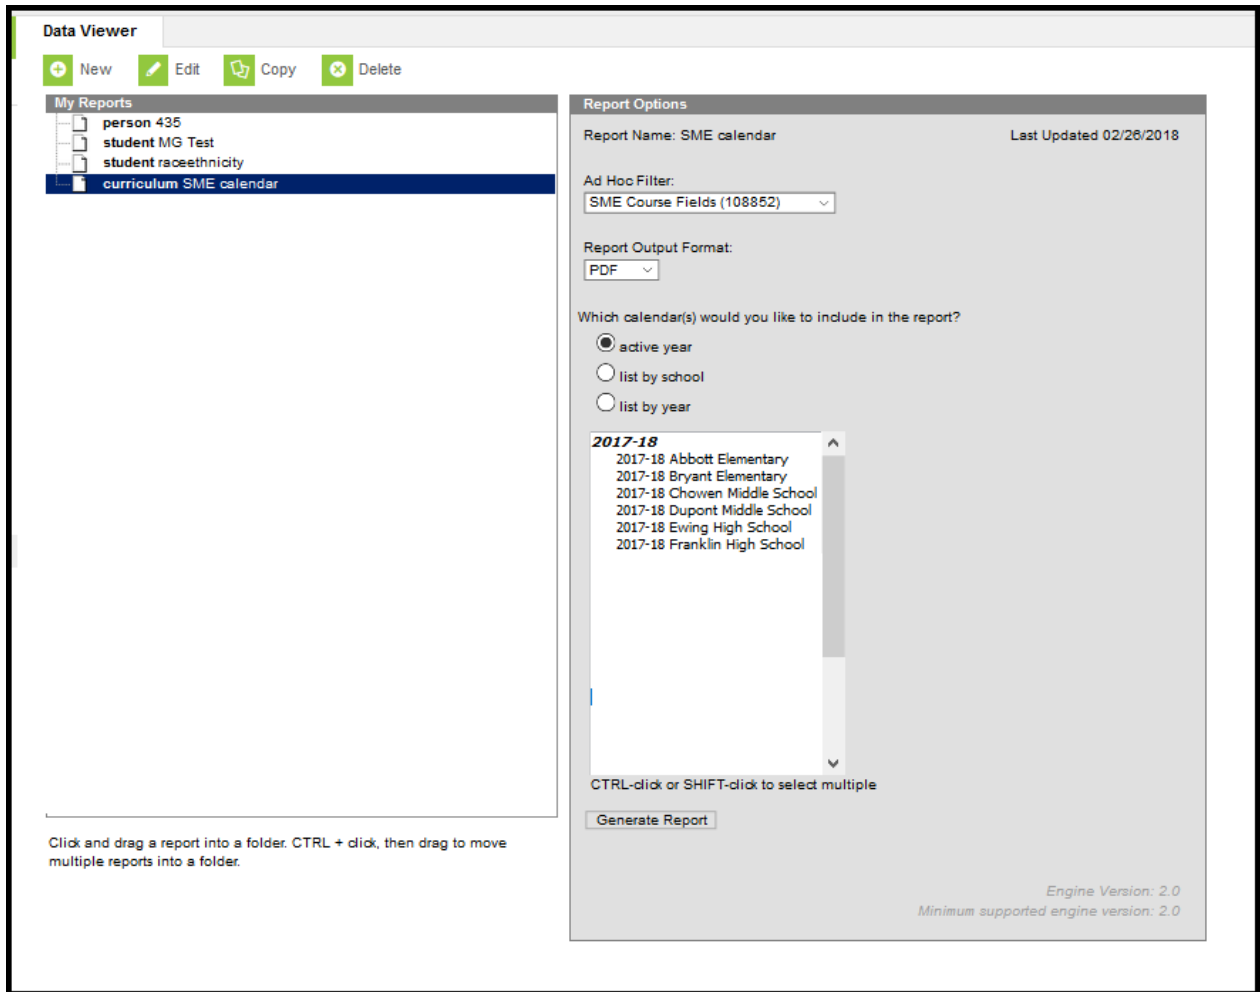 Data Viewer
New Edit Copy Delete
My Reports
person 435
student MG Test
student raceethnicity
curriculum SME calendar
Click and drag a report into a folder. CTRL + click, then drag to move
multiple reports into a folder.
Report Options
Report Name: SME calendar Last Updated 02/26/2018
Ad Hoc Filter:
SME Course Fields (108852)
Report Output Format:
PDF
Which calendar(s) would you like to include in the report?
active year
list by school
list by year
2017-18
2017-18 Abbott Elementary
2017-18 Bryant Elementary
2017-18 Chowen Middle School
2017-18 Dupont Middle School
2017-18 Ewing High School
2017-18 Franklin High School
CTRL-click or SHIFT-click to select multiple
Generate Report
Engine Version: 2.0
Minimum supported engine version: 2.0